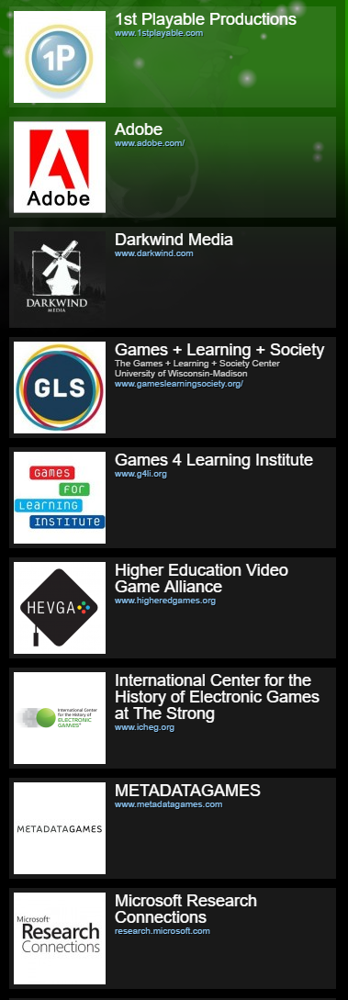 1P
1st Playable Productions
www.1stplayable.com
Adobe
Adobe
www.adobe.com/
DARKWIND
MEDIA
Darkwind Media
www.darkwind.com
GLS
Games + Learning + Society
The Games + Learning + Society Center
University of Wisconsin-Madison
www.gameslearningsociety.org/
Games
FOR
Learning
INSTITUTE
Games 4 Learning Institute
www.g4li.org
HEVGA
Higher Education Video
Game Alliance
www.higheredgames.org
International Center
for the History of
ELECTRONIC
GAMES®
International Center for the
History of Electronic Games
at The Strong
www.icheg.org
METADATAGAMES
METADATAGAMES
www.metadatagames.com
Microsoft®
Research
Connections
Microsoft Research
Connections
research.microsoft.com